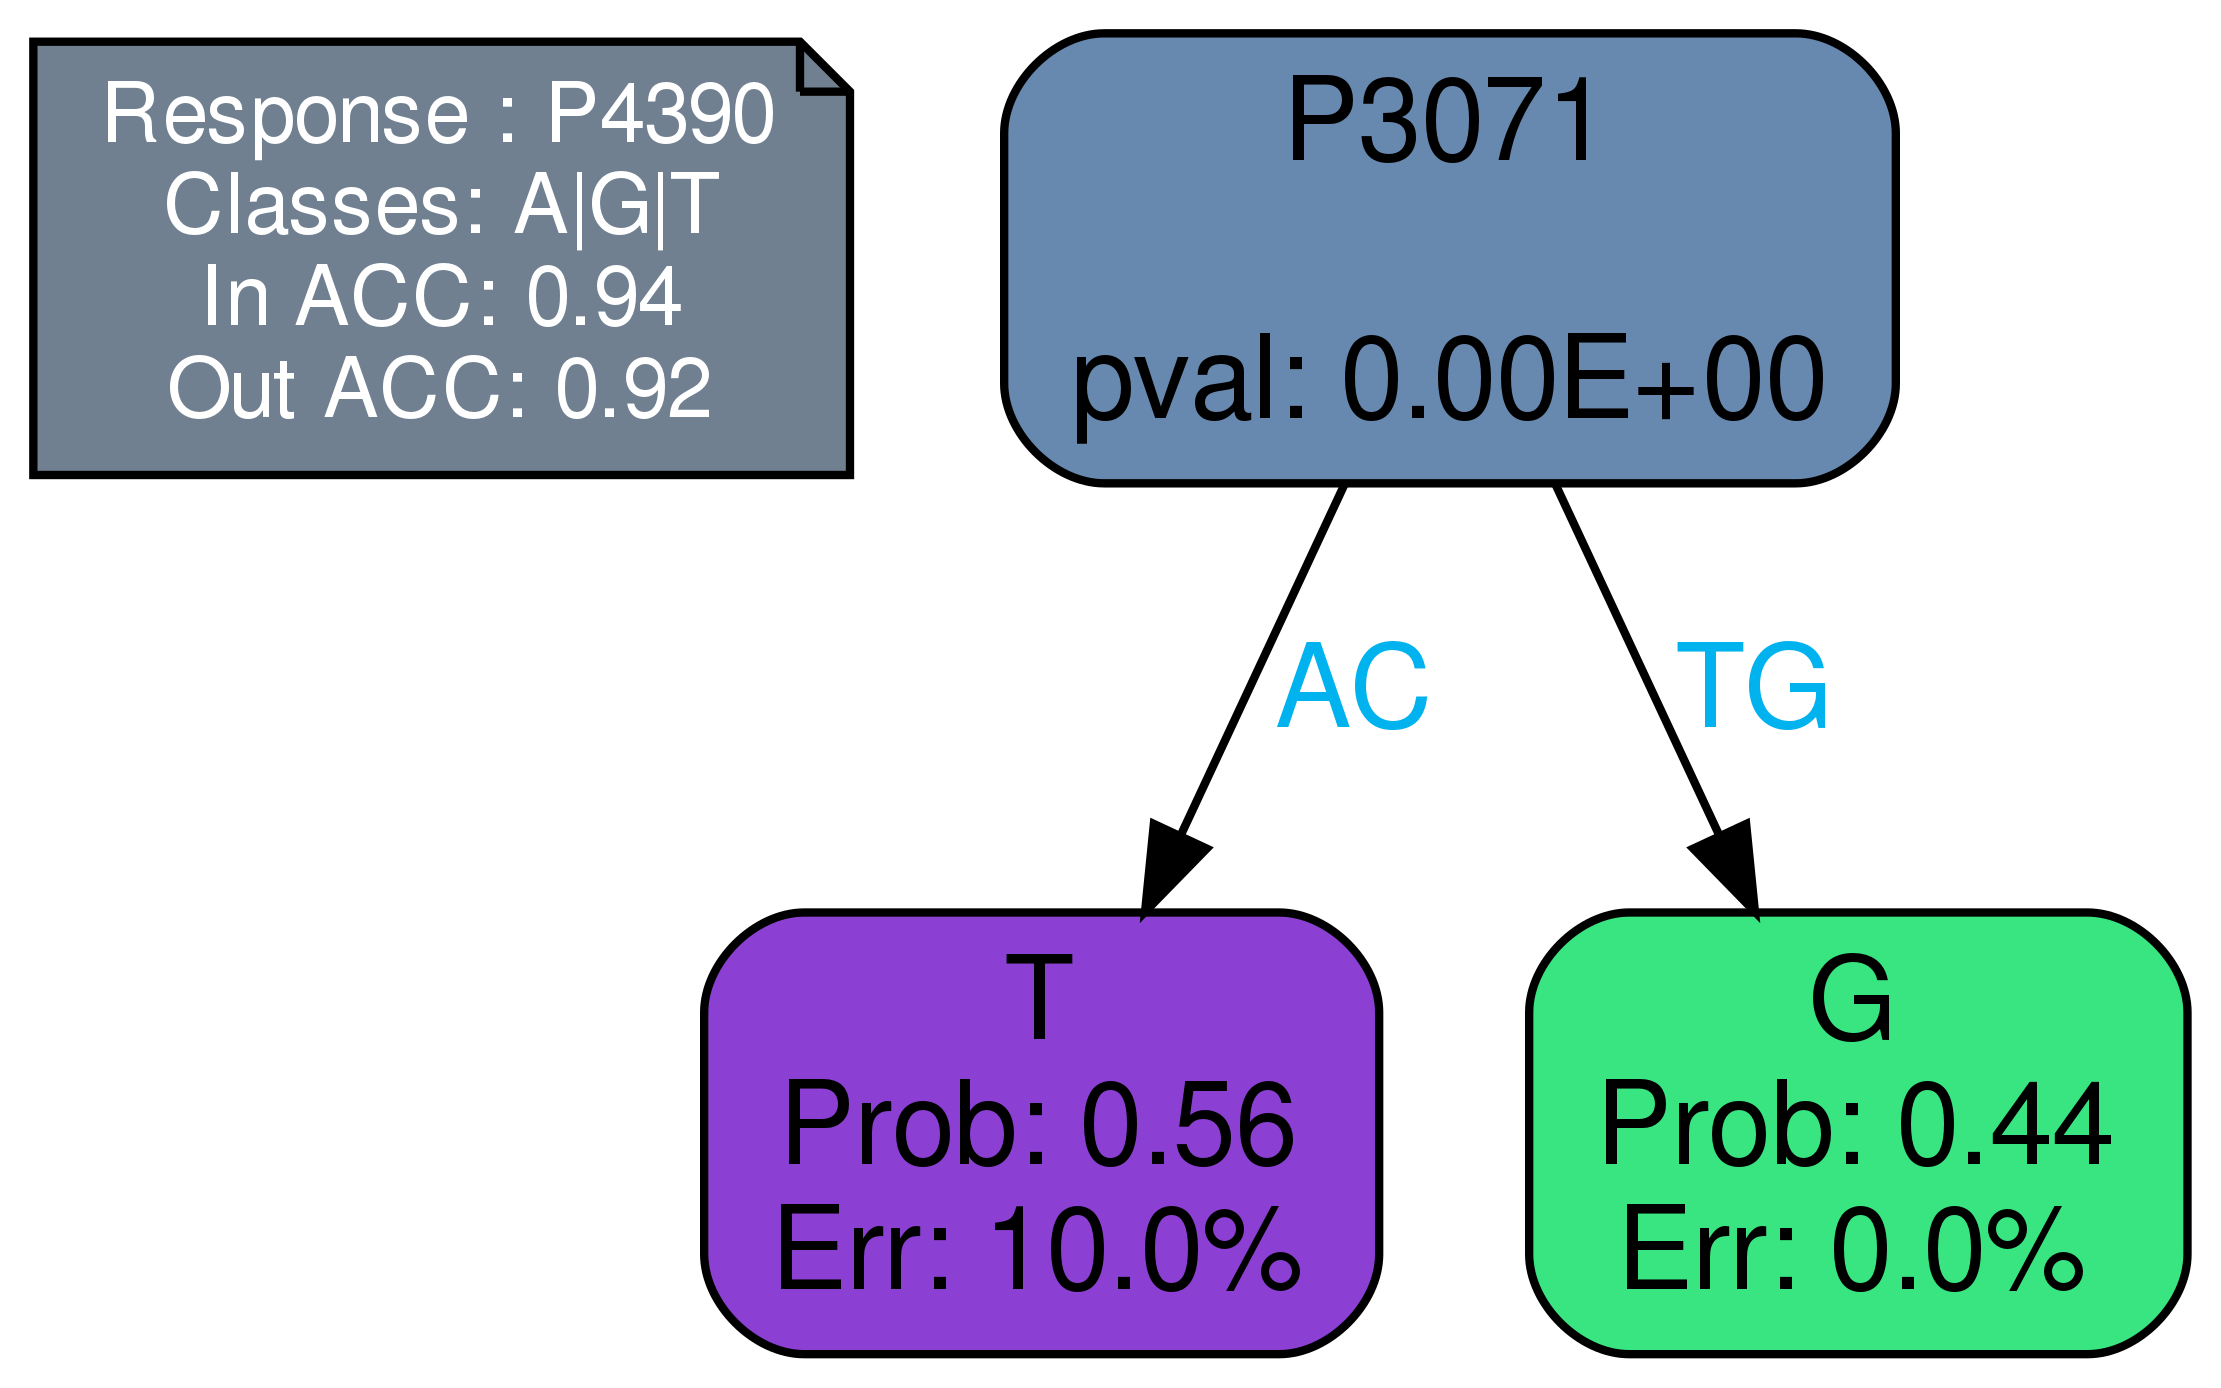 Response : P4390
Classes: A|G|T
In ACC: 0.94
Out ACC: 0.92
P3071
pval: 0.00E+00
AC
TG
T
Prob: 0.56
Err: 10.0%
G
Prob: 0.44
Err: 0.0%